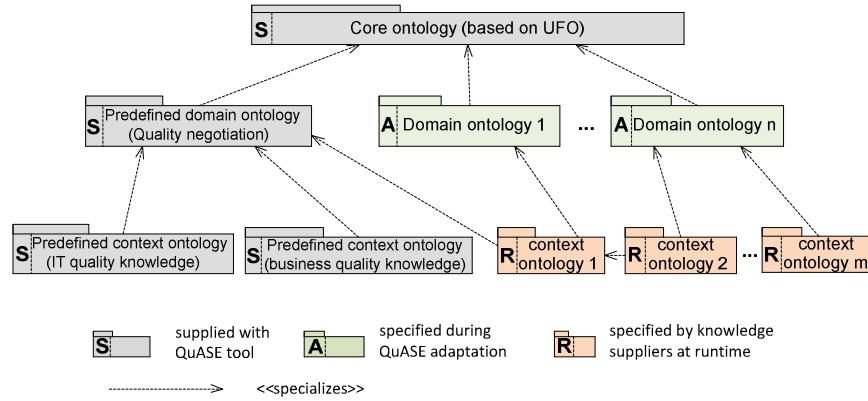 S Core ontology (based on UFO)
S Predefined domain ontology
(Quality negotiation)
A Domain ontology 1
...
A Domain ontology n
S Predefined context ontology
(IT quality knowledge)
S Predefined context ontology
(business quality knowledge)
R context
ontology 1
R context
ontology 2
...
R context
ontology m
S supplied with
QuASE tool
A specified during
QuASE adaptation
R specified by knowledge
suppliers at runtime
<<specializes>>